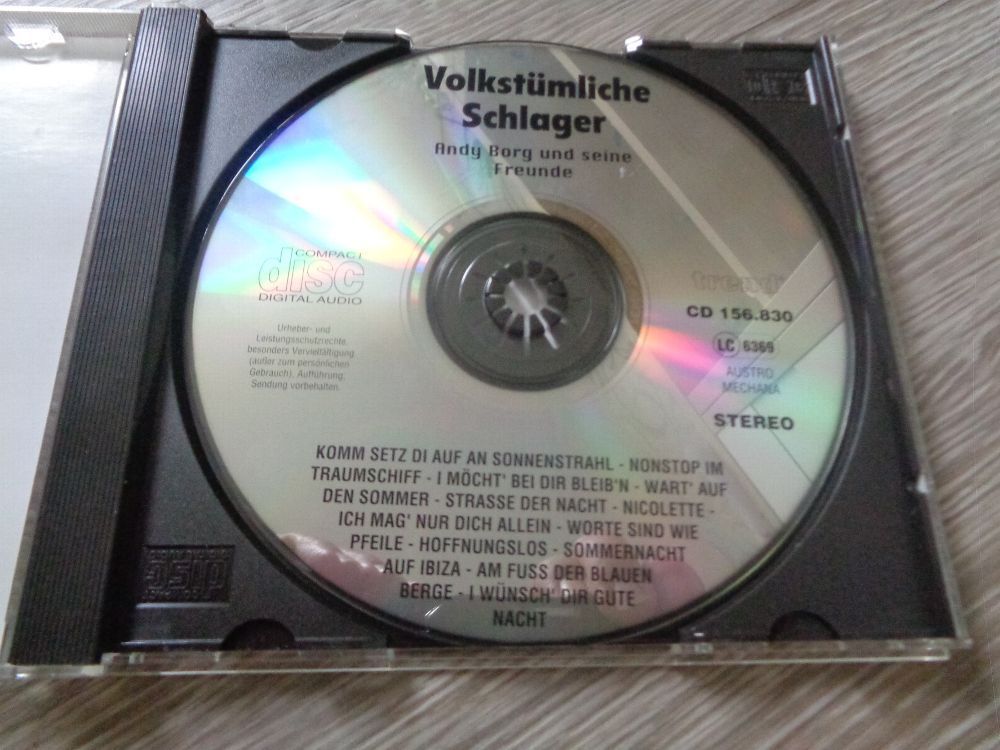 Volkstümliche
Schlager
Andy Borg und seine
Freunde
COMPACT
disc
DIGITAL AUDIO
trend
CD 156.830
LC 6369
AUSTRO
MECHANA
STEREO
Urheber- und
Leistungsschutzrechte,
besonders Vervielfältigung
(außer zum persönlichen
Gebrauch), Aufführung,
Sendung vorbehalten.
KOMM SETZ DI AUF AN SONNENSTRAHL - NONSTOP IM
TRAUMSCHIFF - I MÖCHT' BEI DIR BLEIB'N - WART' AUF
DEN SOMMER - STRASSE DER NACHT - NICOLETTE -
ICH MAG' NUR DICH ALLEIN - WORTE SIND WIE
PFEILE - HOFFNUNGSLOS - SOMMERNACHT
AUF IBIZA - AM FUSS DER BLAUEN
BERGE - I WÜNSCH' DIR GUTE
NACHT